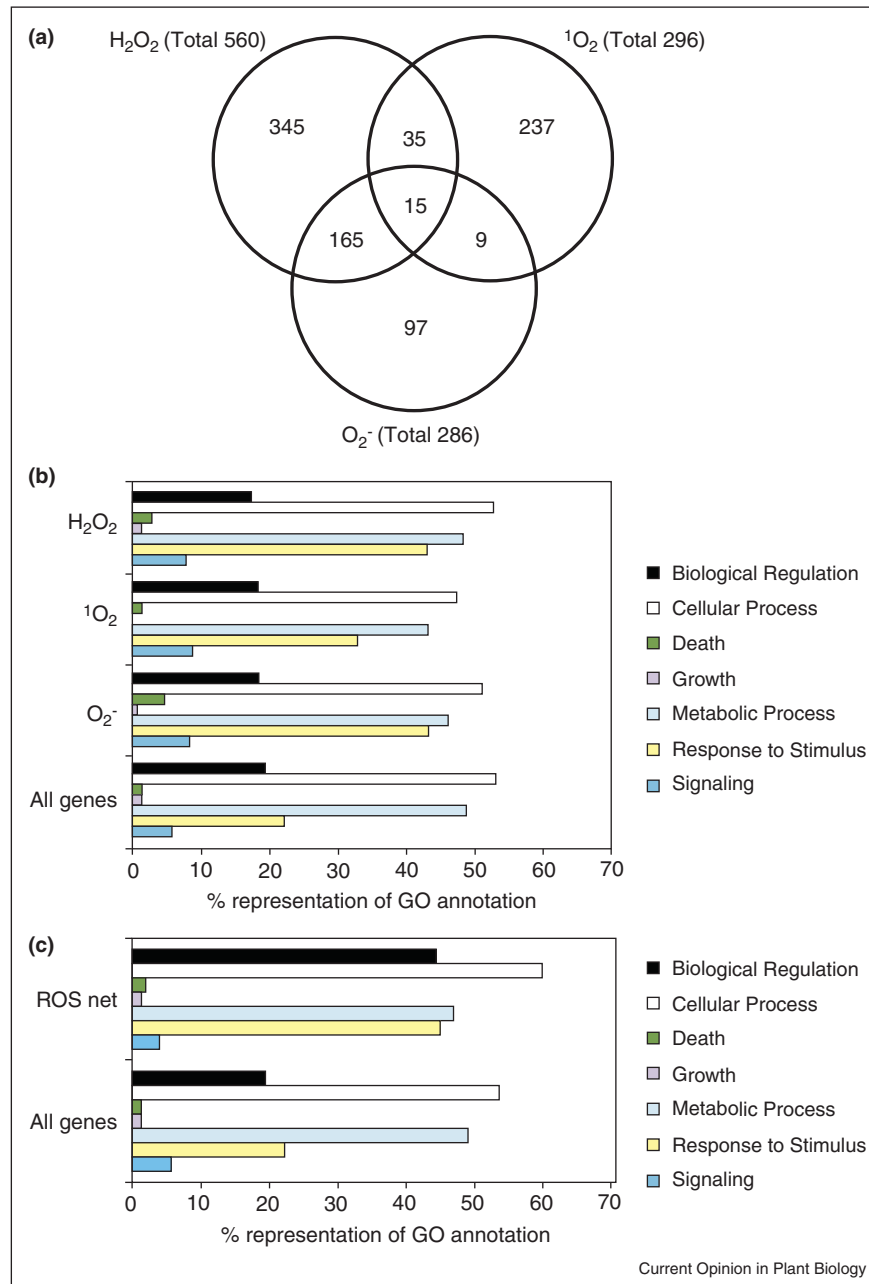 (a)
H₂O₂ (Total 560)
¹O₂ (Total 296)
345
35
237
15
165
9
97
O₂⁻ (Total 286)
(b)
H₂O₂
¹O₂
O₂⁻
All genes
0 10 20 30 40 50 60 70
% representation of GO annotation
Biological Regulation
Cellular Process
Death
Growth
Metabolic Process
Response to Stimulus
Signaling
(c)
ROS net
All genes
0 10 20 30 40 50 60 70
% representation of GO annotation
Biological Regulation
Cellular Process
Death
Growth
Metabolic Process
Response to Stimulus
Signaling
Current Opinion in Plant Biology